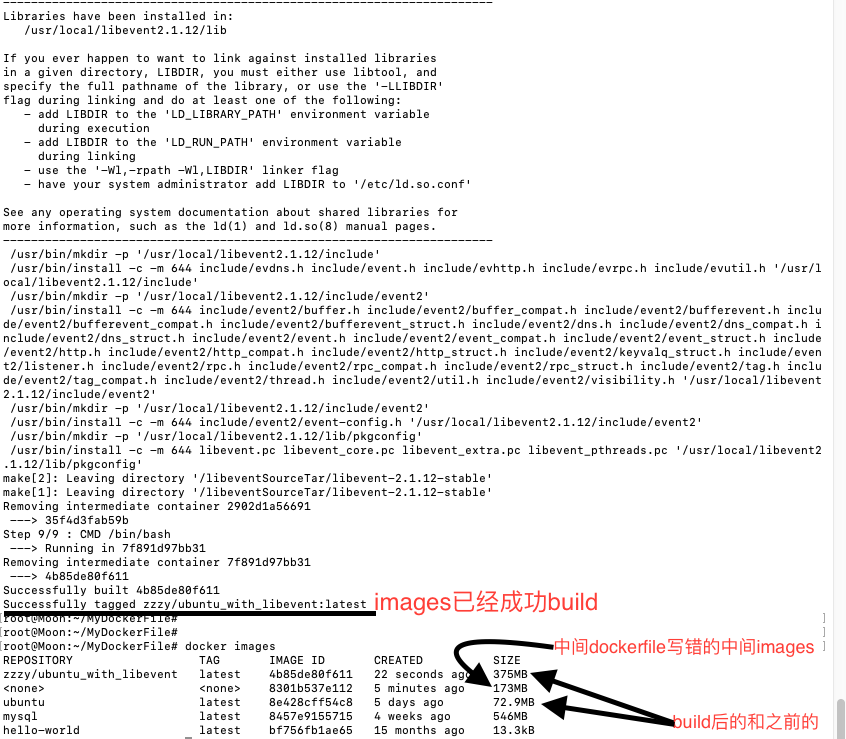 Libraries have been installed in:
/usr/local/libevent2.1.12/lib
If you ever happen to want to link against installed libraries
in a given directory, LIBDIR, you must either use libtool, and
specify the full pathname of the library, or use the '-LLIBDIR'
flag during linking and do at least one of the following:
- add LIBDIR to the 'LD_LIBRARY_PATH' environment variable
during execution
- add LIBDIR to the 'LD_RUN_PATH' environment variable
during linking
- use the '-Wl,-rpath -Wl,LIBDIR' linker flag
- have your system administrator add LIBDIR to '/etc/ld.so.conf'
See any operating system documentation about shared libraries for
more information, such as the ld(1) and ld.so(8) manual pages.
/usr/bin/mkdir -p '/usr/local/libevent2.1.12/include'
/usr/bin/install -c -m 644 include/evdns.h include/event.h include/evhttp.h include/evrpc.h include/evutil.h '/usr/l
ocal/libevent2.1.12/include'
/usr/bin/mkdir -p '/usr/local/libevent2.1.12/include/event2'
/usr/bin/install -c -m 644 include/event2/buffer.h include/event2/buffer_compat.h include/event2/bufferevent.h inclu
de/event2/bufferevent_compat.h include/event2/bufferevent_struct.h include/event2/dns.h include/event2/dns_compat.h i
nclude/event2/dns_struct.h include/event2/event.h include/event2/event_compat.h include/event2/event_struct.h include
/event2/http.h include/event2/http_compat.h include/event2/http_struct.h include/event2/keyvalq_struct.h include/even
t2/listener.h include/event2/rpc.h include/event2/rpc_compat.h include/event2/rpc_struct.h include/event2/tag.h inclu
de/event2/tag_compat.h include/event2/thread.h include/event2/util.h include/event2/visibility.h '/usr/local/libevent
2.1.12/include/event2'
/usr/bin/mkdir -p '/usr/local/libevent2.1.12/include/event2'
/usr/bin/install -c -m 644 include/event2/event-config.h '/usr/local/libevent2.1.12/include/event2'
/usr/bin/mkdir -p '/usr/local/libevent2.1.12/lib/pkgconfig'
/usr/bin/install -c -m 644 libevent.pc libevent_core.pc libevent_extra.pc libevent_pthreads.pc '/usr/local/libevent2
.1.12/lib/pkgconfig'
make[2]: Leaving directory '/libeventSourceTar/libevent-2.1.12-stable'
make[1]: Leaving directory '/libeventSourceTar/libevent-2.1.12-stable'
Removing intermediate container 2902d1a56691
---> 35f4d3fab59b
Step 9/9 : CMD /bin/bash
---> Running in 7f891d97bb31
Removing intermediate container 7f891d97bb31
---> 4b85de80f611
Successfully built 4b85de80f611
Successfully tagged zzzy/ubuntu_with_libevent:latest images已经成功build
[root@Moon:~/MyDockerFile# ]
[root@Moon:~/MyDockerFile# ]
[root@Moon:~/MyDockerFile# docker images 中间dockerfile写错的中间images ]
REPOSITORY TAG IMAGE ID CREATED SIZE
zzzy/ubuntu_with_libevent latest 4b85de80f611 22 seconds ago 375MB
<none> <none> 8301b537e112 5 minutes ago 173MB
ubuntu latest 8e428cff54c8 5 days ago 72.9MB
mysql latest 8457e9155715 4 weeks ago 546MB build后的和之前的
hello-world latest bf756fb1ae65 15 months ago 13.3kB